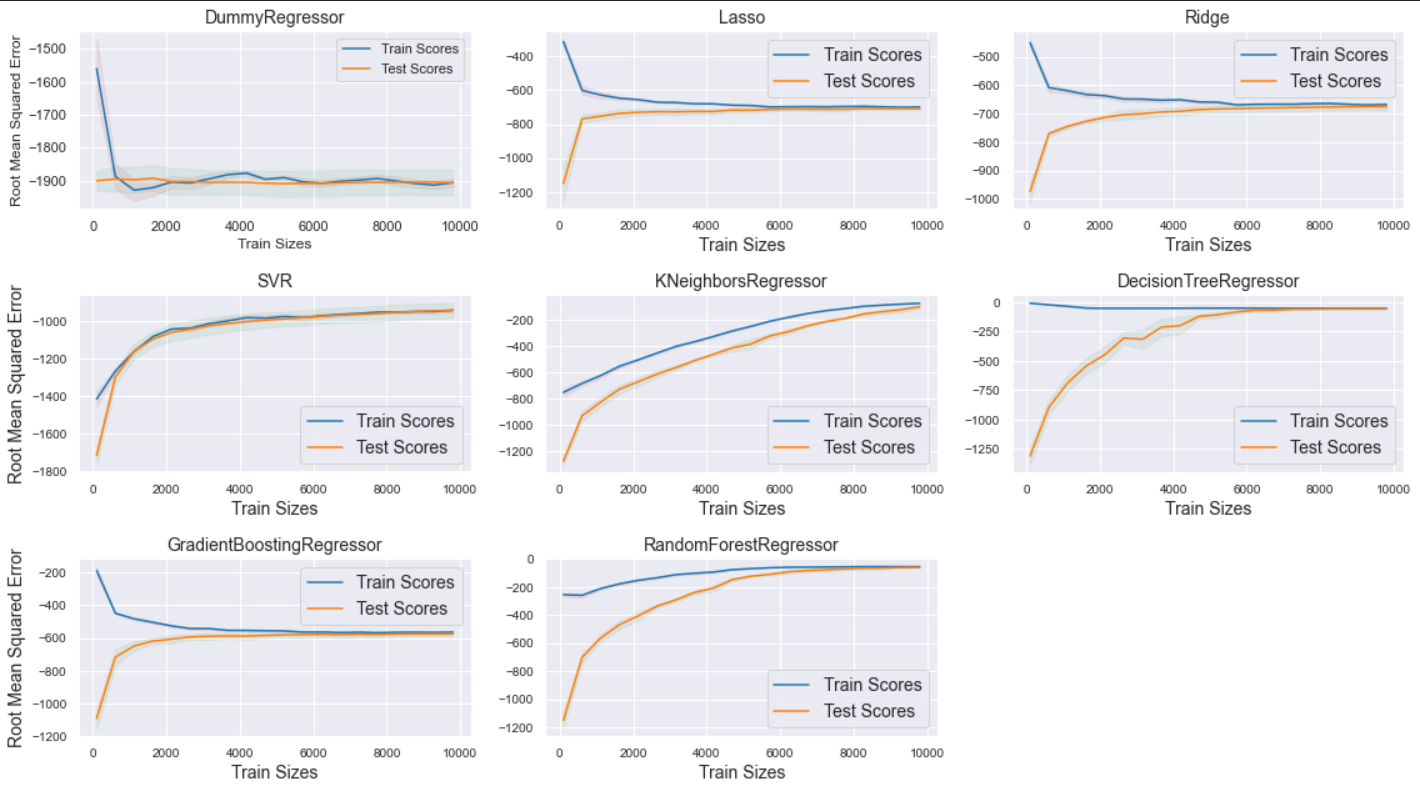 DummyRegressor
Root Mean Squared Error
−1500
−1600
−1700
−1800
−1900
Train Scores
Test Scores
0 2000 4000 6000 8000 10000
Train Sizes
Lasso
−400
−600
−800
−1000
−1200
Train Scores
Test Scores
0 2000 4000 6000 8000 10000
Train Sizes
Ridge
−500
−600
−700
−800
−900
−1000
Train Scores
Test Scores
0 2000 4000 6000 8000 10000
Train Sizes
SVR
Root Mean Squared Error
−1000
−1200
−1400
−1600
−1800
Train Scores
Test Scores
0 2000 4000 6000 8000 10000
Train Sizes
KNeighborsRegressor
−200
−400
−600
−800
−1000
−1200
Train Scores
Test Scores
0 2000 4000 6000 8000 10000
Train Sizes
DecisionTreeRegressor
0
−250
−500
−750
−1000
−1250
Train Scores
Test Scores
0 2000 4000 6000 8000 10000
Train Sizes
GradientBoostingRegressor
Root Mean Squared Error
−200
−400
−600
−800
−1000
−1200
Train Scores
Test Scores
0 2000 4000 6000 8000 10000
Train Sizes
RandomForestRegressor
0
−200
−400
−600
−800
−1000
−1200
Train Scores
Test Scores
0 2000 4000 6000 8000 10000
Train Sizes